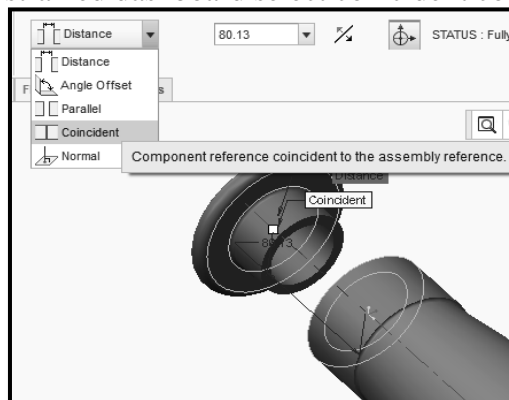 Distance
80.13
STATUS : Fully
Distance
Angle Offset
F
s
Parallel
Coincident
Normal
Component reference coincident to the assembly reference.
Distance
Coincident
80.13